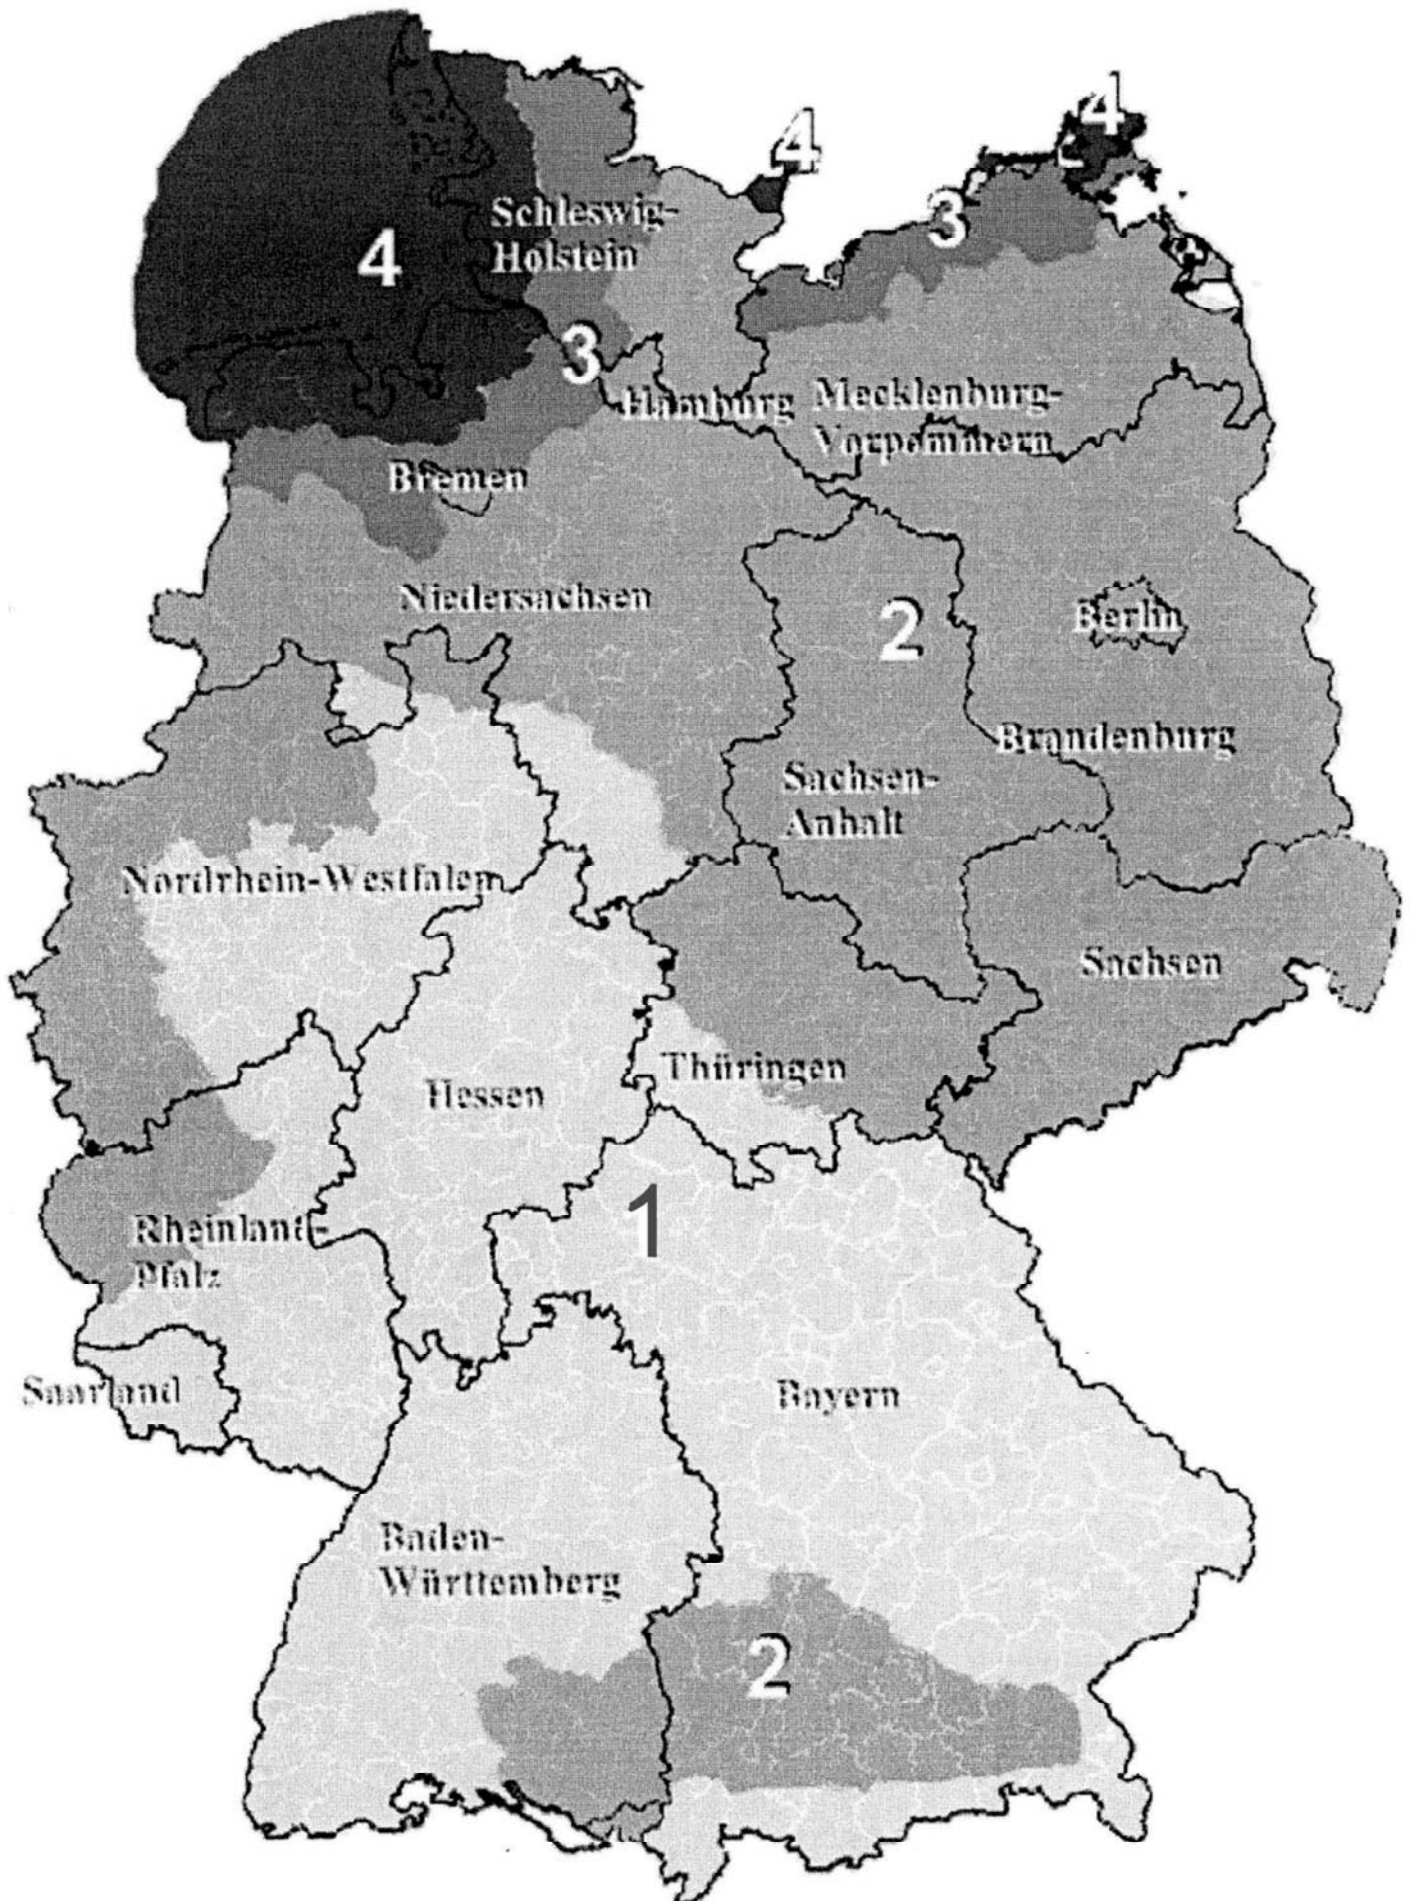 4
4
Schleswig-
Holstein
3
4
3
Hamburg
Mecklenburg-
Vorpommern
Bremen
Niedersachsen
2
Berlin
Brandenburg
Sachsen-
Anhalt
Nordrhein-Westfalen
Sachsen
Thüringen
Hessen
1
Rheinland-
Pfalz
Saarland
Bayern
Baden-
Württemberg
2